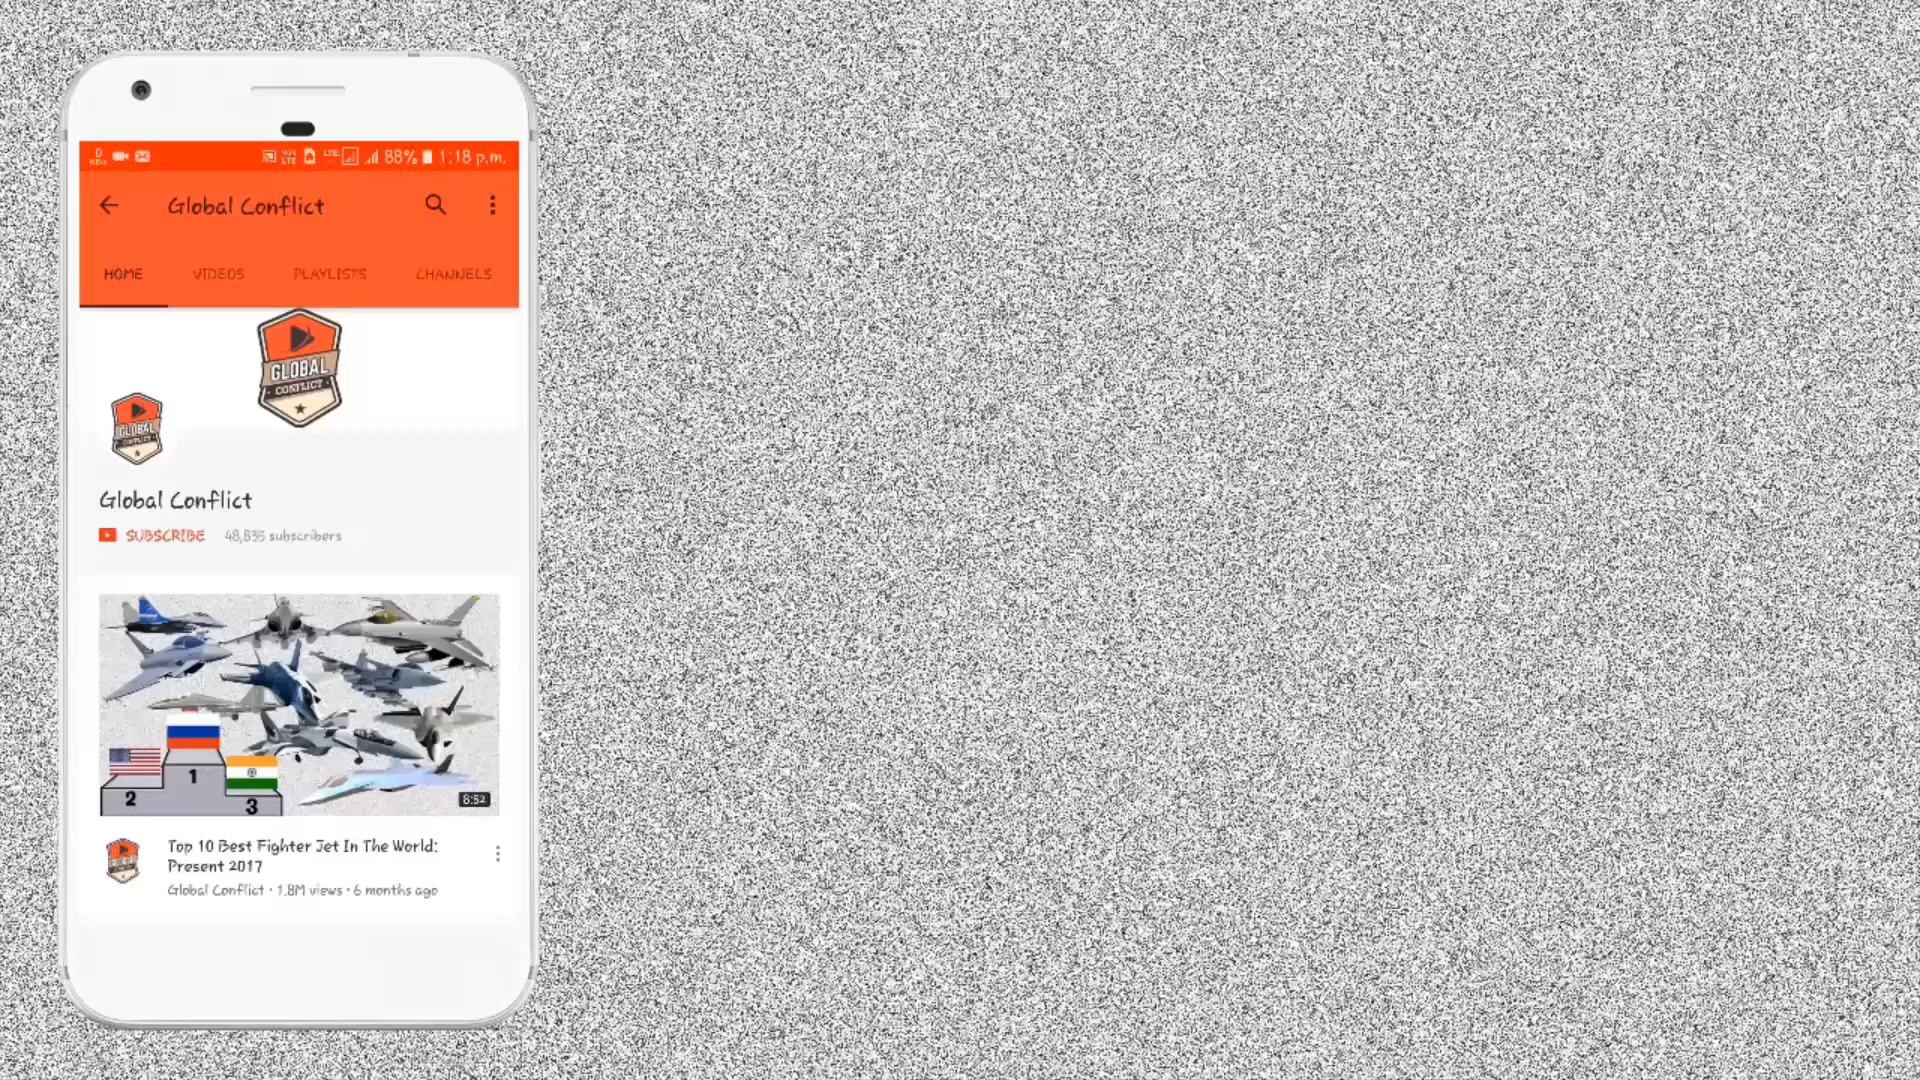 88% 1:18 p.m.
Global Conflict
HOME VIDEOS PLAYLISTS CHANNELS
GLOBAL
CONFLICT
GLOBAL
CONFLICT
Global Conflict
SUBSCRIBE 48,835 subscribers
1
2
3
8:52
Top 10 Best Fighter Jet In The World:
Present 2017
Global Conflict • 1.8M views • 6 months ago